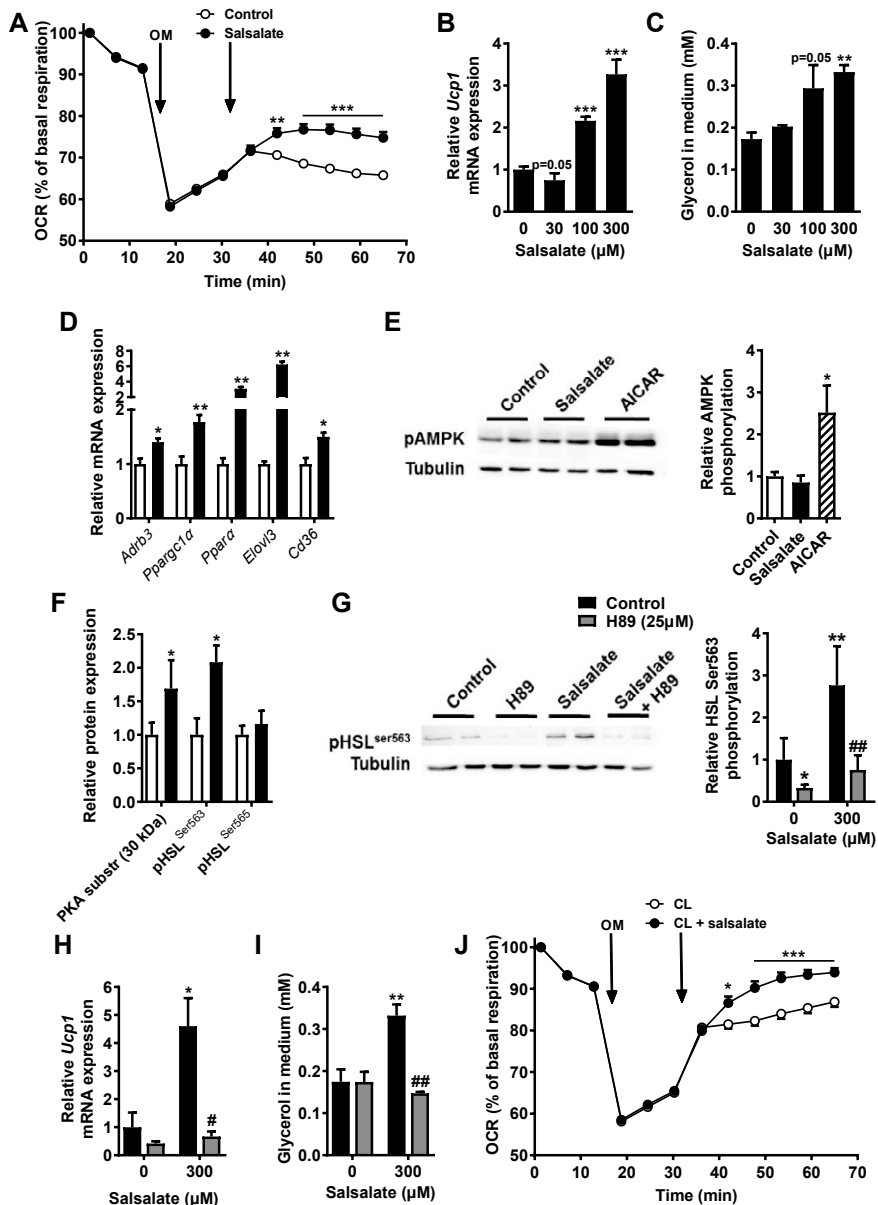 A
Control
Salsalate
OM
**
***
OCR (% of basal respiration)
100
90
80
70
60
50
0
10
20
30
40
50
60
70
Time (min)
B
Relative Ucp1
mRNA expression
4
3
2
1
0
p=0.05
***
***
0
30
100
300
Salsalate (µM)
C
Glycerol in medium (mM)
0.4
0.3
0.2
0.1
0.0
p=0.05
**
0
30
100
300
Salsalate (µM)
D
Relative mRNA expression
8
6
4
2
2
1
0
*
**
**
**
*
Adrb3
Ppargc1α
Pparα
Elovl3
Cd36
E
Control
Salsalate
AICAR
pAMPK
Tubulin
Relative AMPK
phosphorylation
4
3
2
1
0
*
Control
Salsalate
AICAR
F
Relative protein expression
2.5
2.0
1.5
1.0
0.5
0.0
*
*
PKA substr (30 kDa)
pHSL Ser563
pHSL Ser565
G
Control
H89 (25µM)
Control
H89
Salsalate
Salsalate
+ H89
pHSL ser563
Tubulin
Relative HSL Ser563
phosphorylation
4
3
2
1
0
*
**
##
0
300
Salsalate (µM)
H
Relative Ucp1
mRNA expression
6
5
4
3
2
1
0
*
#
0
300
Salsalate (µM)
I
Glycerol in medium (mM)
0.4
0.3
0.2
0.1
0.0
**
##
0
300
Salsalate (µM)
J
CL
CL + salsalate
OM
*
***
OCR (% of basal respiration)
100
90
80
70
60
50
0
10
20
30
40
50
60
70
Time (min)